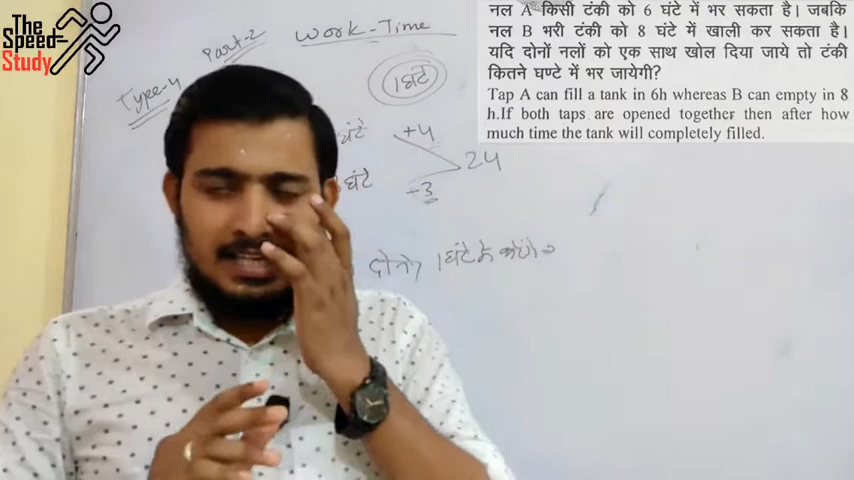 The
Speed-
Study
Type-4
Part-2
Work-Time
1 घंटे
घंटे +4
24
घंटे -3
दोनों 1 घंटे में
नल A किसी टंकी को 6 घंटे में भर सकता है। जबकि
नल B भरी टंकी को 8 घंटे में खाली कर सकता है।
यदि दोनों नलों को एक साथ खोल दिया जाये तो टंकी
कितने घण्टे में भर जायेगी?
Tap A can fill a tank in 6h whereas B can empty in 8
h.If both taps are opened together then after how
much time the tank will completely filled.